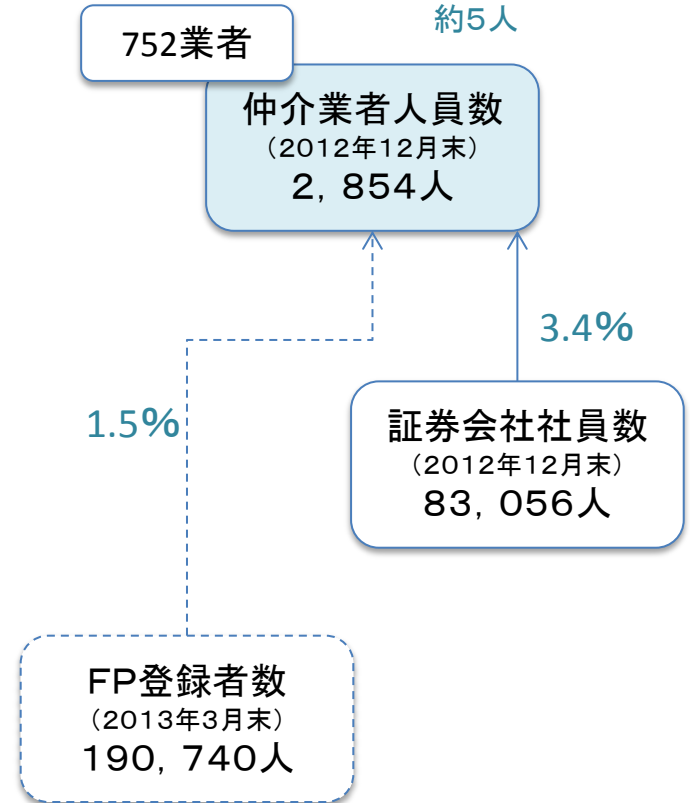 約5人
752業者
仲介業者人員数
（2012年12月末）
2，854人
3.4%
1.5%
証券会社社員数
（2012年12月末）
83，056人
FP登録者数
（2013年3月末）
190，740人